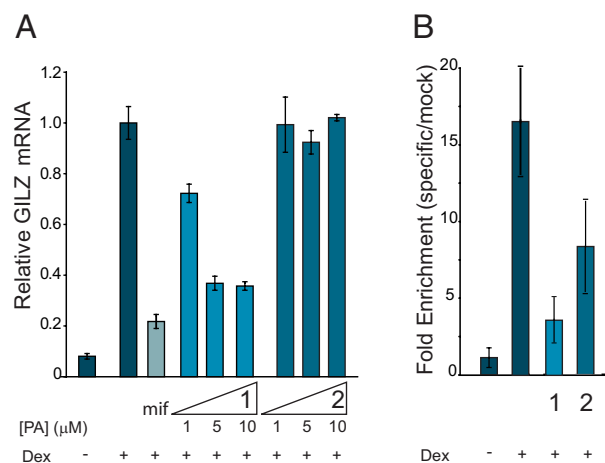 A
Relative GILZ mRNA
1.2
1.0
0.8
0.6
0.4
0.2
0
mif
1
2
[PA] (μM)
1 5 10 1 5 10
Dex - + + + + + + + +
B
Fold Enrichment (specific/mock)
20
15
10
5
0
1 2
Dex - + + +